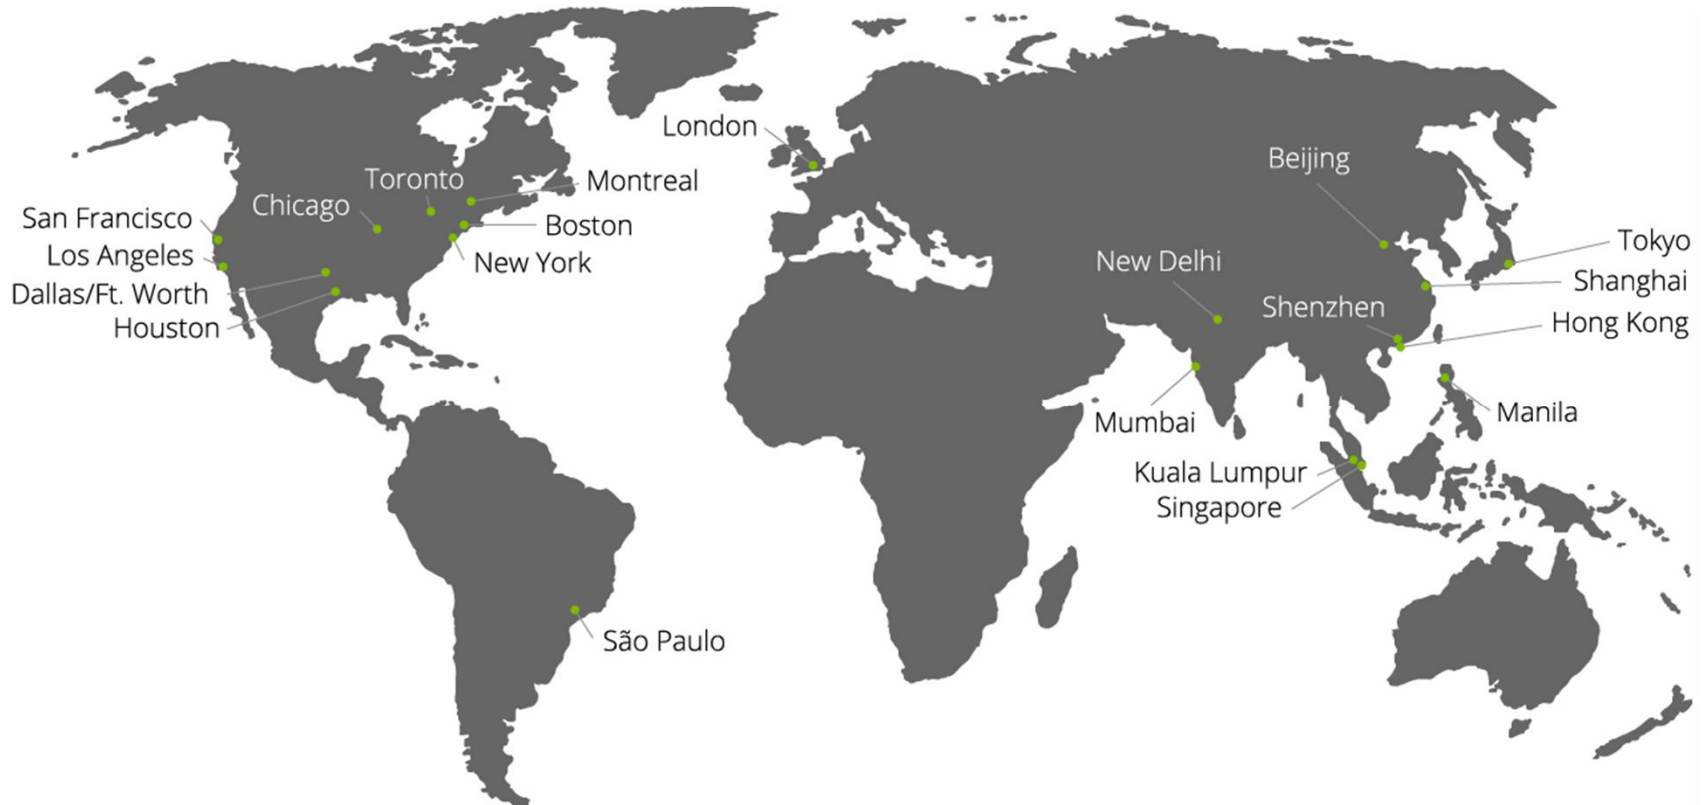 London
Beijing
Toronto
Montreal
Chicago
San Francisco
Boston
Tokyo
Los Angeles
New York
New Delhi
Shanghai
Dallas/Ft. Worth
Shenzhen
Houston
Hong Kong
Manila
Mumbai
Kuala Lumpur
Singapore
São Paulo